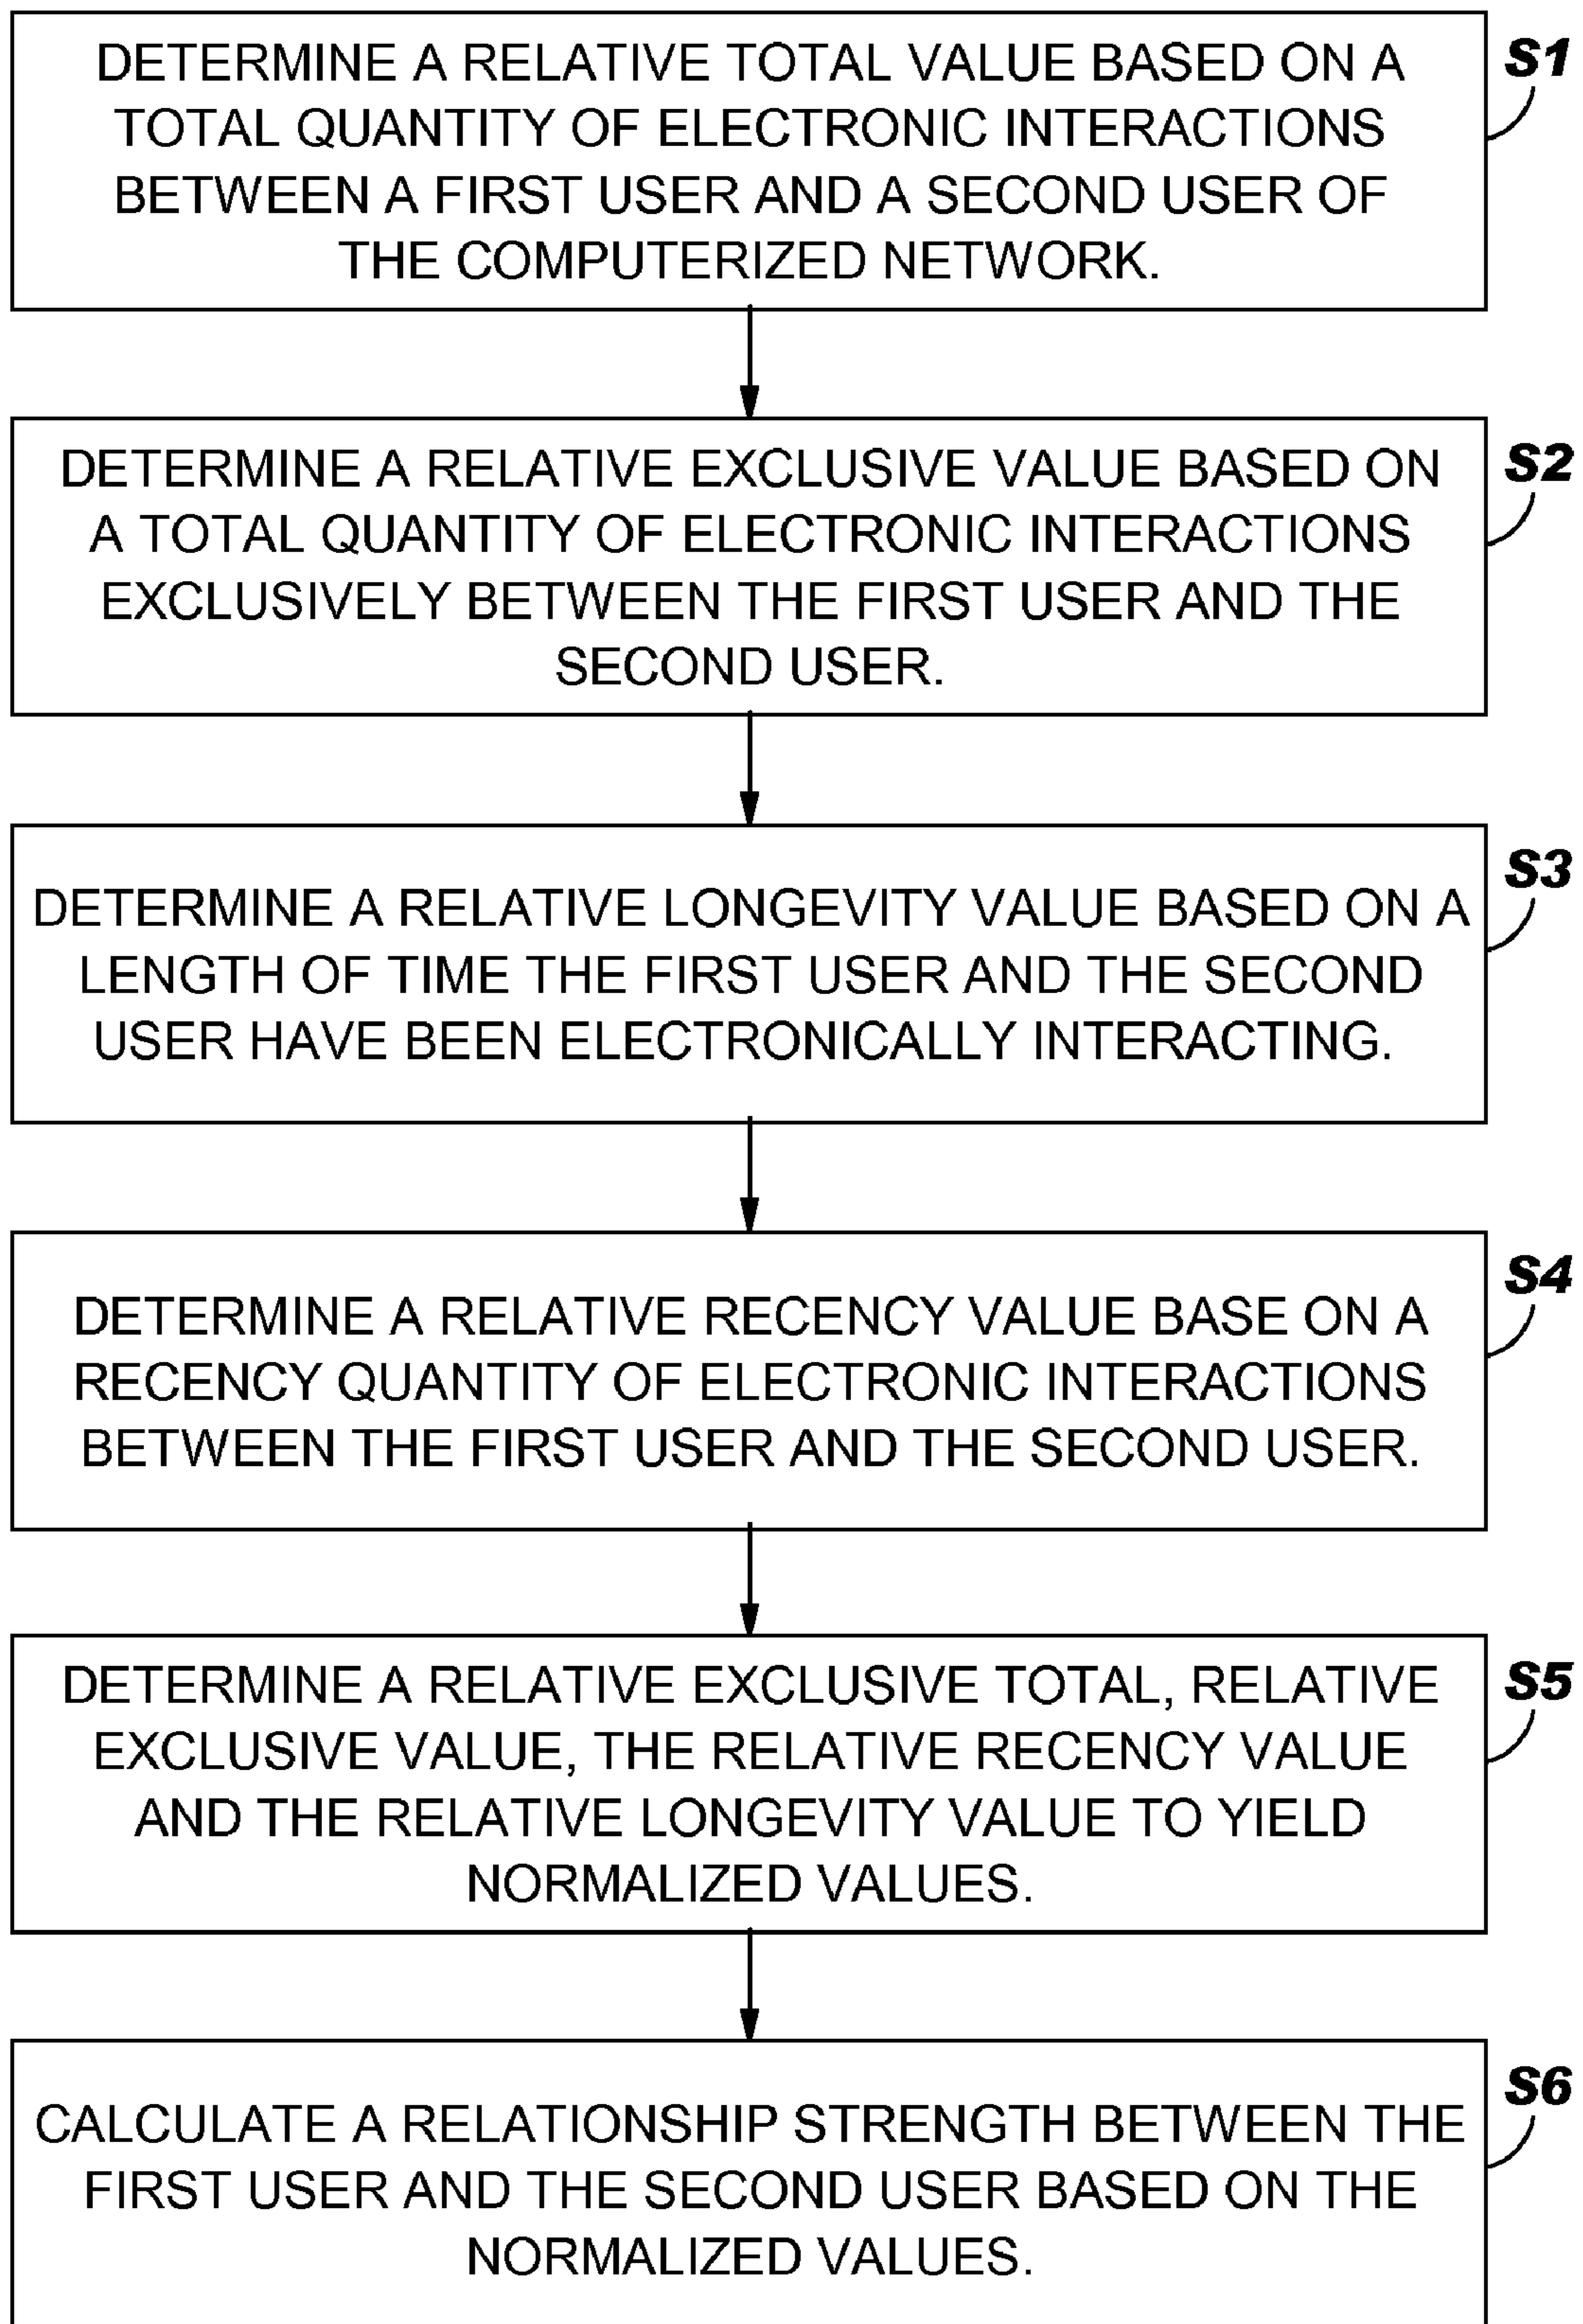 DETERMINE A RELATIVE TOTAL VALUE BASED ON A
TOTAL QUANTITY OF ELECTRONIC INTERACTIONS
BETWEEN A FIRST USER AND A SECOND USER OF
THE COMPUTERIZED NETWORK.
S1
DETERMINE A RELATIVE EXCLUSIVE VALUE BASED ON
A TOTAL QUANTITY OF ELECTRONIC INTERACTIONS
EXCLUSIVELY BETWEEN THE FIRST USER AND THE
SECOND USER.
S2
DETERMINE A RELATIVE LONGEVITY VALUE BASED ON A
LENGTH OF TIME THE FIRST USER AND THE SECOND
USER HAVE BEEN ELECTRONICALLY INTERACTING.
S3
DETERMINE A RELATIVE RECENCY VALUE BASE ON A
RECENCY QUANTITY OF ELECTRONIC INTERACTIONS
BETWEEN THE FIRST USER AND THE SECOND USER.
S4
DETERMINE A RELATIVE EXCLUSIVE TOTAL, RELATIVE
EXCLUSIVE VALUE, THE RELATIVE RECENCY VALUE
AND THE RELATIVE LONGEVITY VALUE TO YIELD
NORMALIZED VALUES.
S5
CALCULATE A RELATIONSHIP STRENGTH BETWEEN THE
FIRST USER AND THE SECOND USER BASED ON THE
NORMALIZED VALUES.
S6